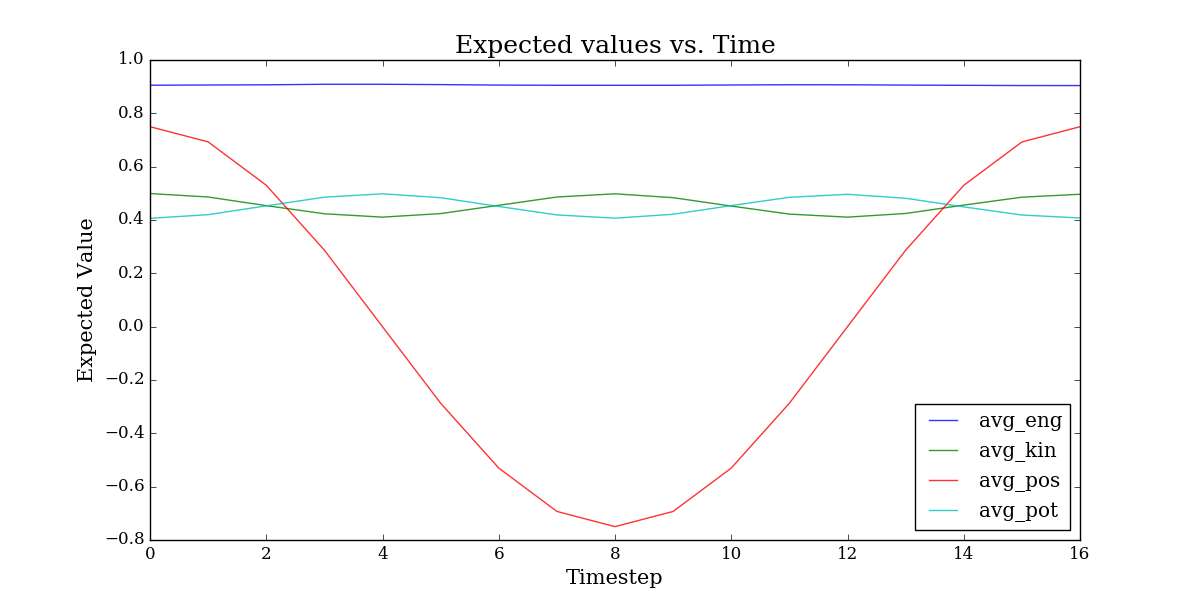 Expected values vs. Time
Expected Value
1.0
0.8
0.6
0.4
0.2
0.0
−0.2
−0.4
−0.6
−0.8
0 2 4 6 8 10 12 14 16
Timestep
avg_eng
avg_kin
avg_pos
avg_pot